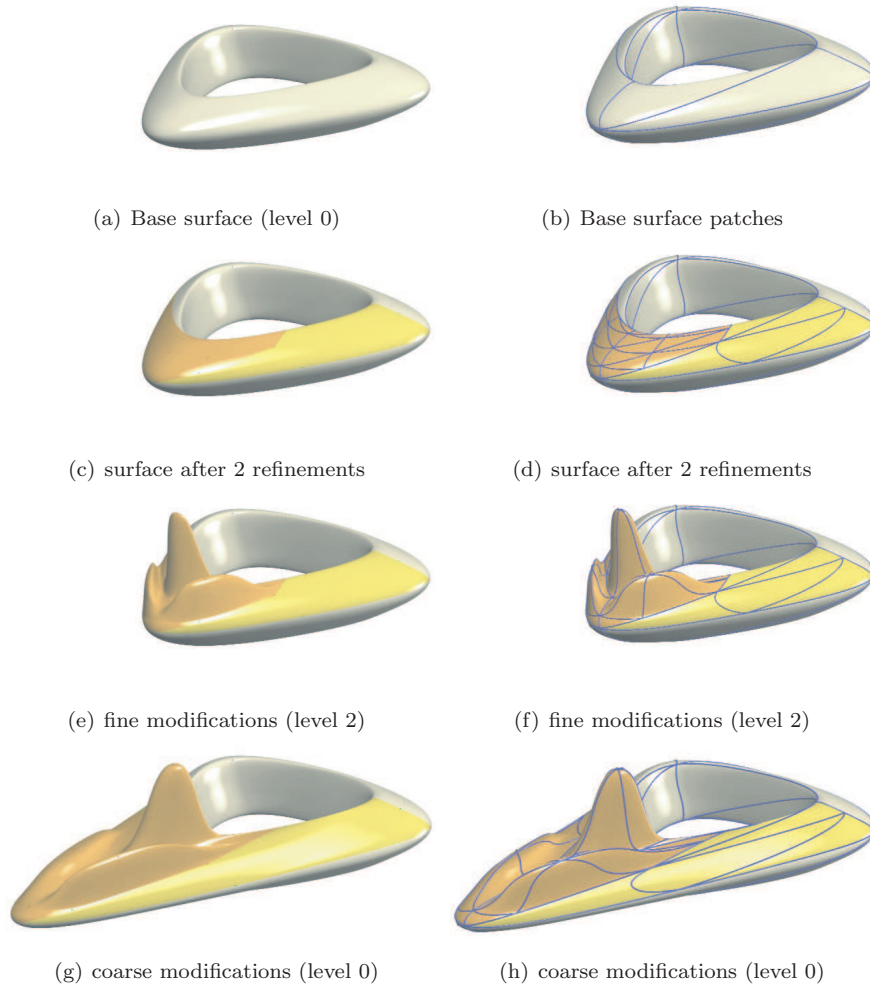 (a) Base surface (level 0)
(b) Base surface patches
(c) surface after 2 refinements
(d) surface after 2 refinements
(e) fine modifications (level 2)
(f) fine modifications (level 2)
(g) coarse modifications (level 0)
(h) coarse modifications (level 0)